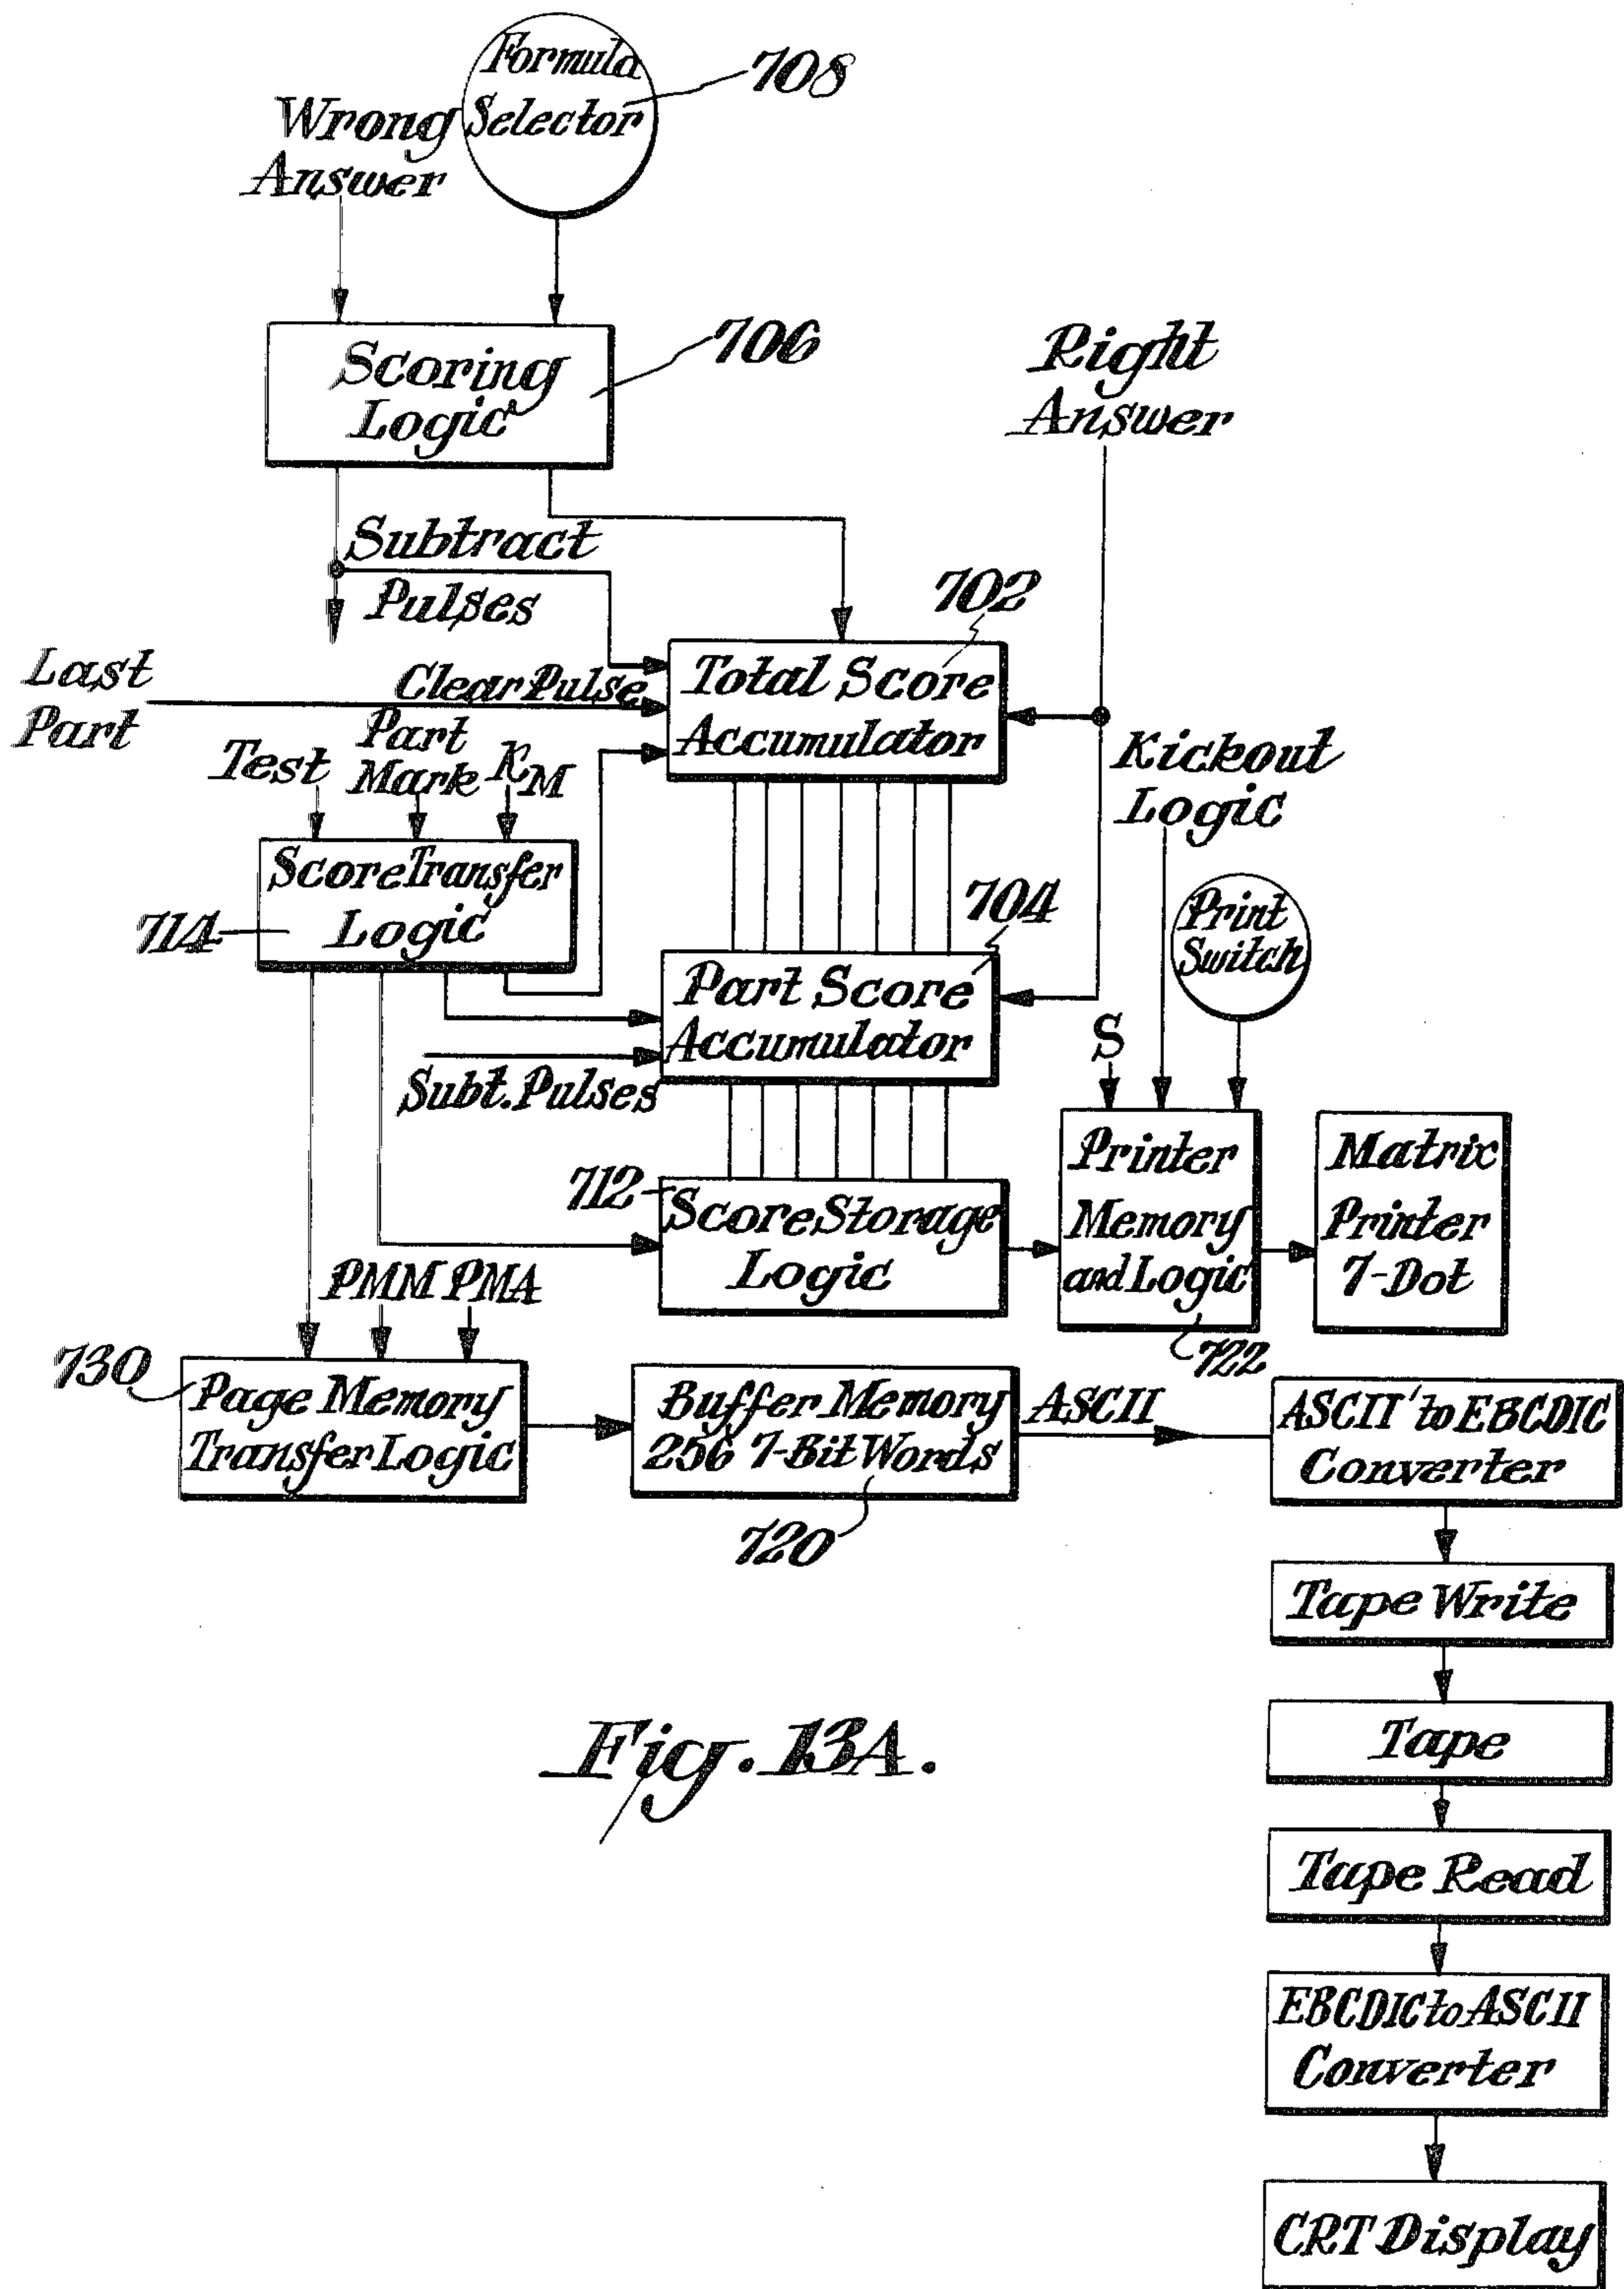 Formula
Selector
708
Wrong
Answer
Scoring
Logic
706
Right
Answer
Subtract
Pulses
702
Last
Part
Clear Pulse
Total Score
Accumulator
Test
Part
Mark
KM
Kickout
Logic
Score Transfer
Logic
714
704
Print
Switch
Part Score
Accumulator
S
Subt. Pulses
712
Score Storage
Logic
Printer
Memory
and Logic
722
Matrix
Printer
7-Dot
PMM PMA
730
Page Memory
Transfer Logic
Buffer Memory
256 7-Bit Words
720
ASCII
ASCII to EBCDIC
Converter
Tape Write
Tape
Tape Read
EBCDIC to ASCII
Converter
CRT Display
Fig. 13A.